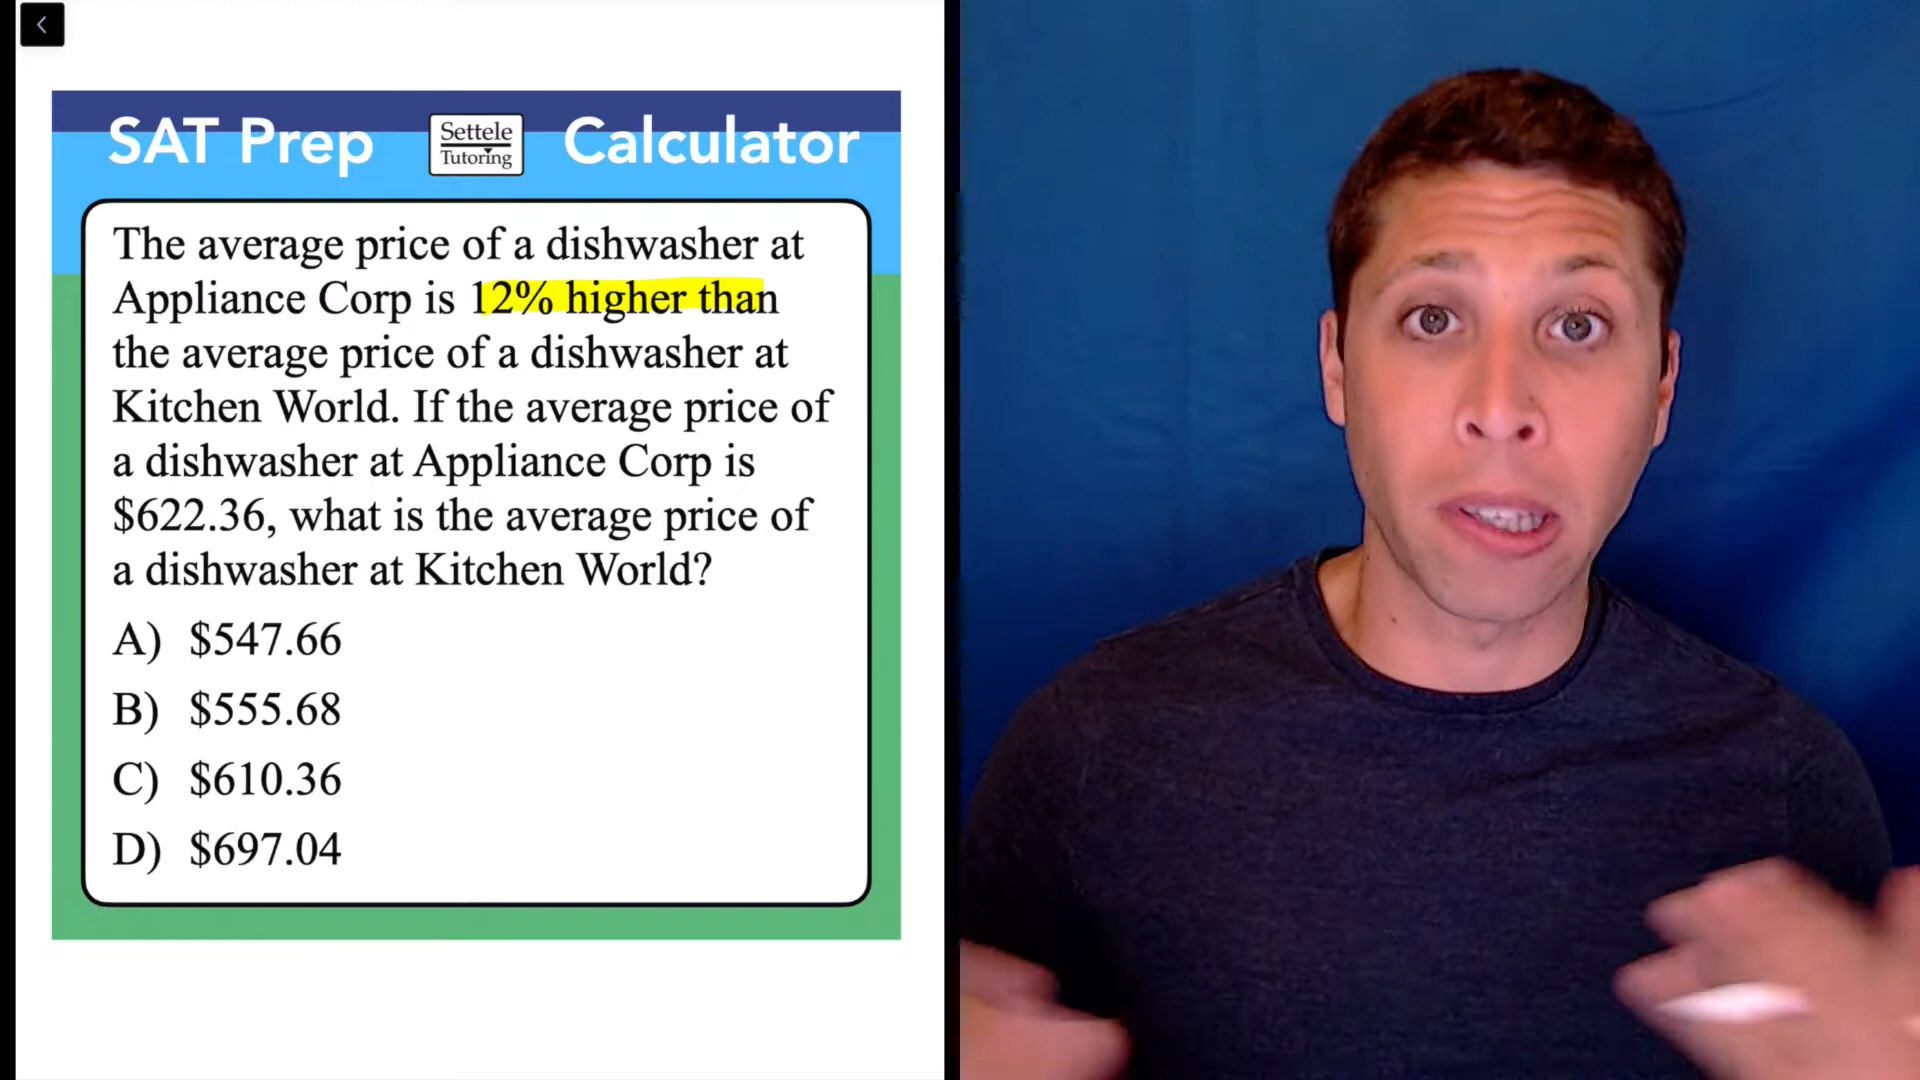 SAT Prep
Settele
Tutoring
Calculator
The average price of a dishwasher at
Appliance Corp is 12% higher than
the average price of a dishwasher at
Kitchen World. If the average price of
a dishwasher at Appliance Corp is
$622.36, what is the average price of
a dishwasher at Kitchen World?
A) $547.66
B) $555.68
C) $610.36
D) $697.04